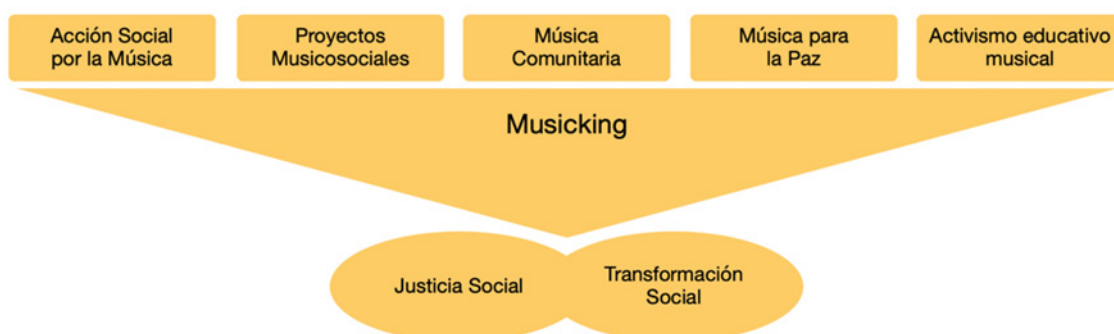 Acción Social
por la Música
Proyectos
Musicosociales
Música
Comunitaria
Música para
la Paz
Activismo educativo
musical
Musicking
Justicia Social
Transformación
Social